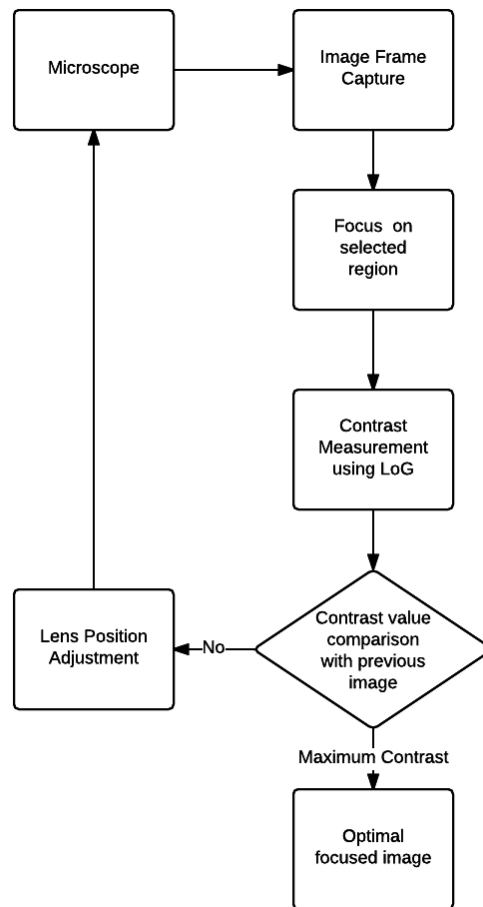 Microscope
Image Frame
Capture
Focus on
selected
region
Contrast
Measurement
using LoG
Contrast value
comparison
with previous
image
No
Lens Position
Adjustment
Maximum Contrast
Optimal
focused image